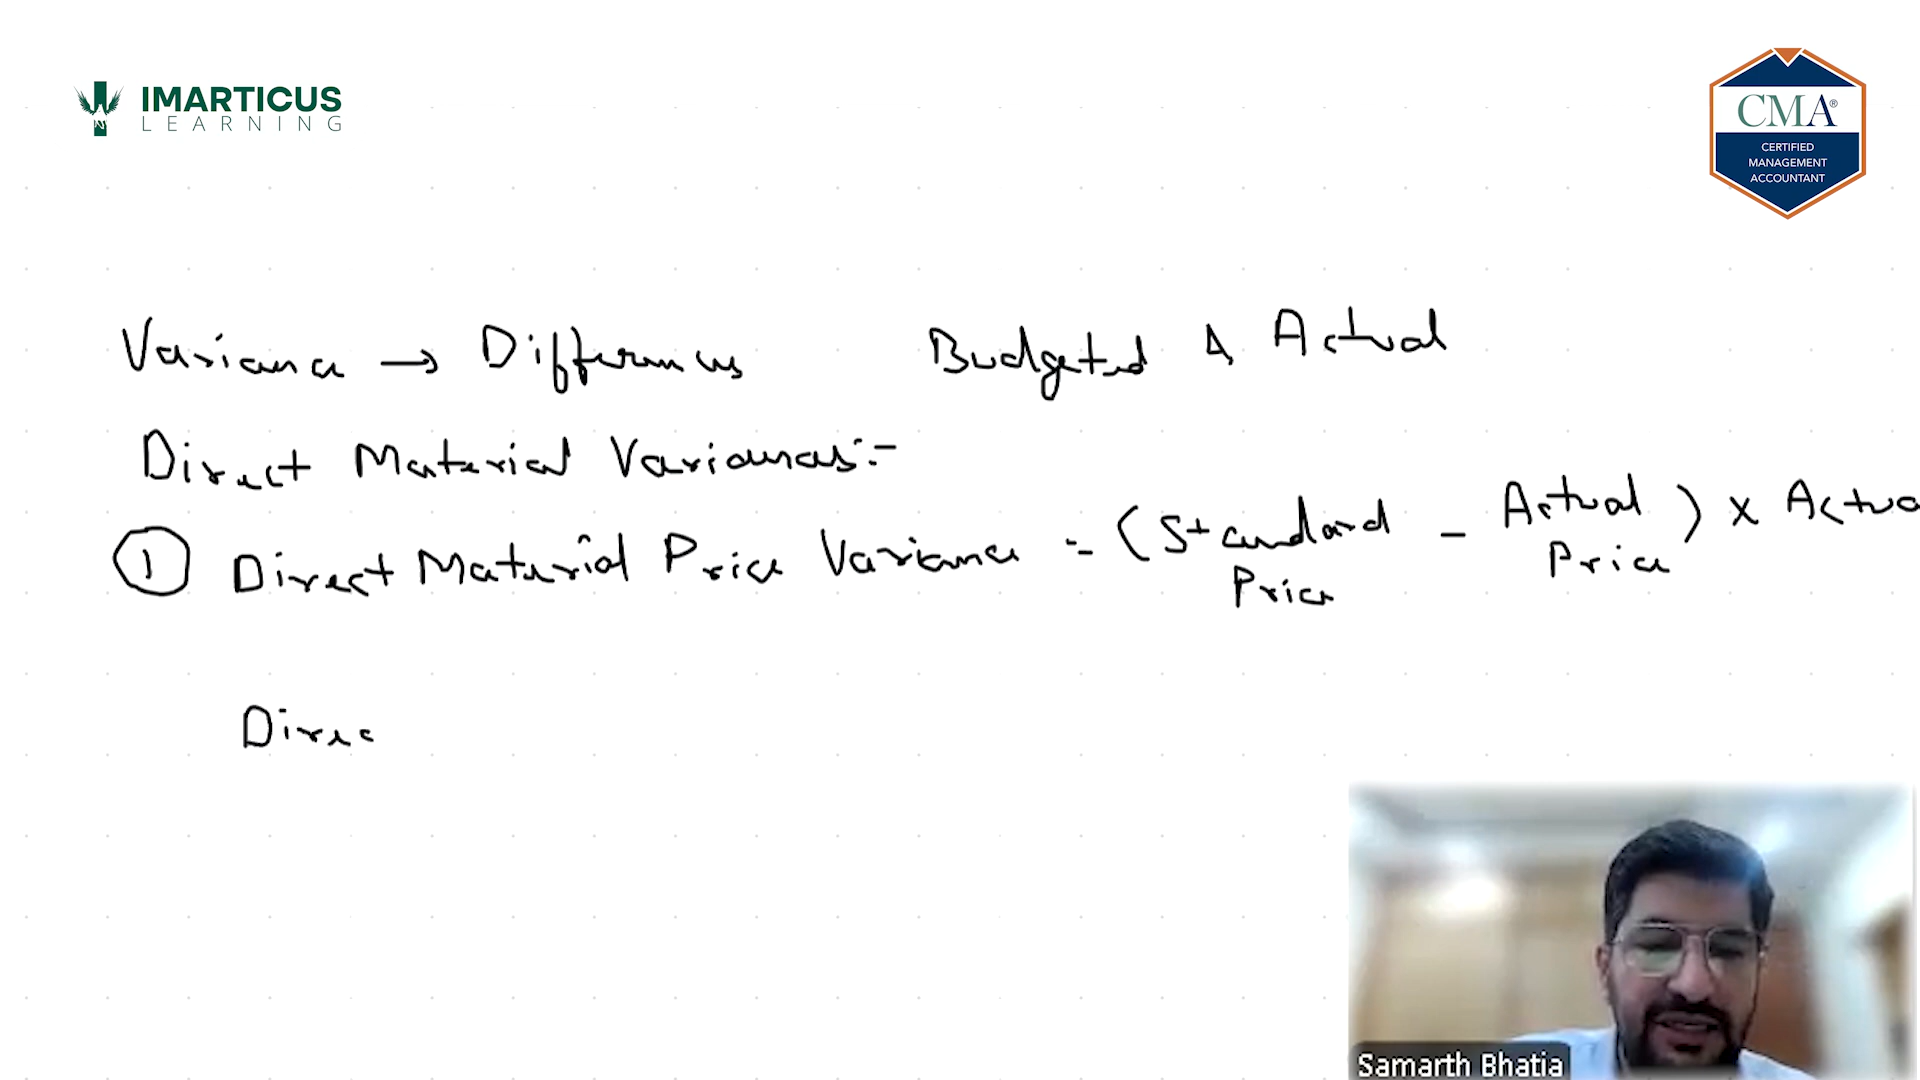 IMARTICUS
LEARNING
CMA®
CERTIFIED
MANAGEMENT
ACCOUNTANT
Variance → Differences Budgeted & Actual
Direct Material Variances:-
① Direct Material Price Variance = (Standard Price - Actual Price) x Actua
Direc
Samarth Bhatia